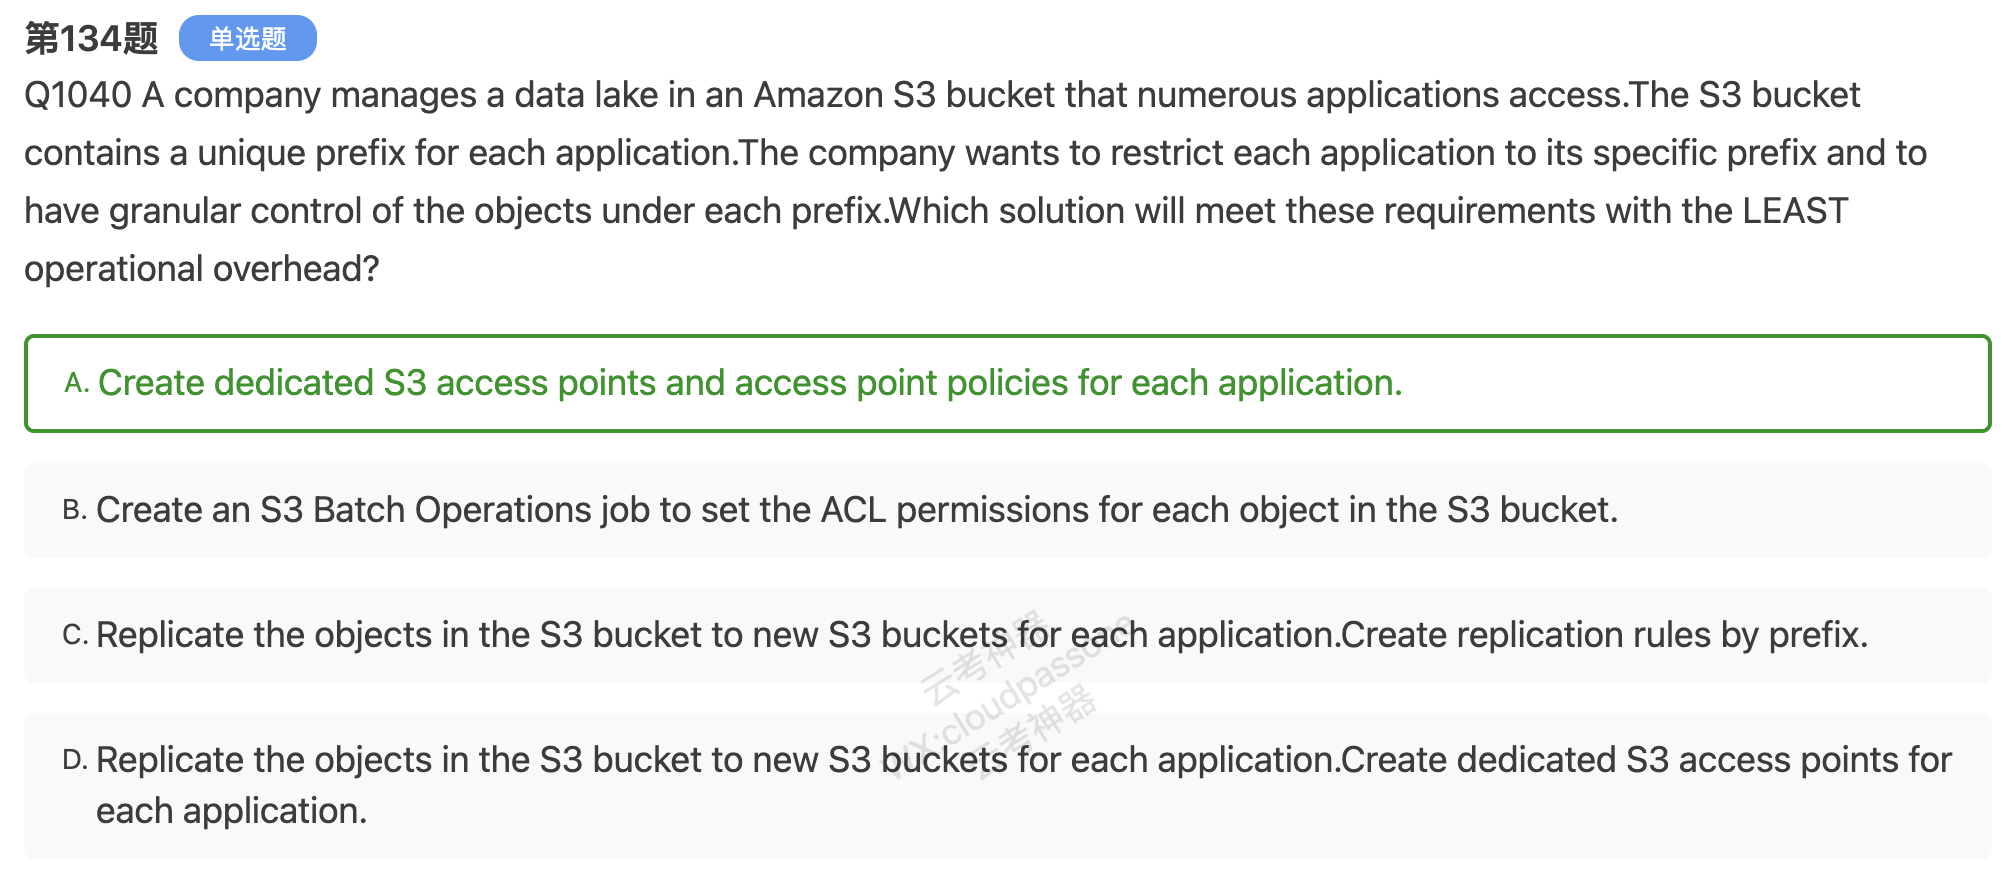 第134题 单选题
Q1040 A company manages a data lake in an Amazon S3 bucket that numerous applications access.The S3 bucket
contains a unique prefix for each application.The company wants to restrict each application to its specific prefix and to
have granular control of the objects under each prefix.Which solution will meet these requirements with the LEAST
operational overhead?
A. Create dedicated S3 access points and access point policies for each application.
B. Create an S3 Batch Operations job to set the ACL permissions for each object in the S3 bucket.
C. Replicate the objects in the S3 bucket to new S3 buckets for each application.Create replication rules by prefix.
D. Replicate the objects in the S3 bucket to new S3 buckets for each application.Create dedicated S3 access points for
each application.
云考神器
WX:cloudpassone
云考神器